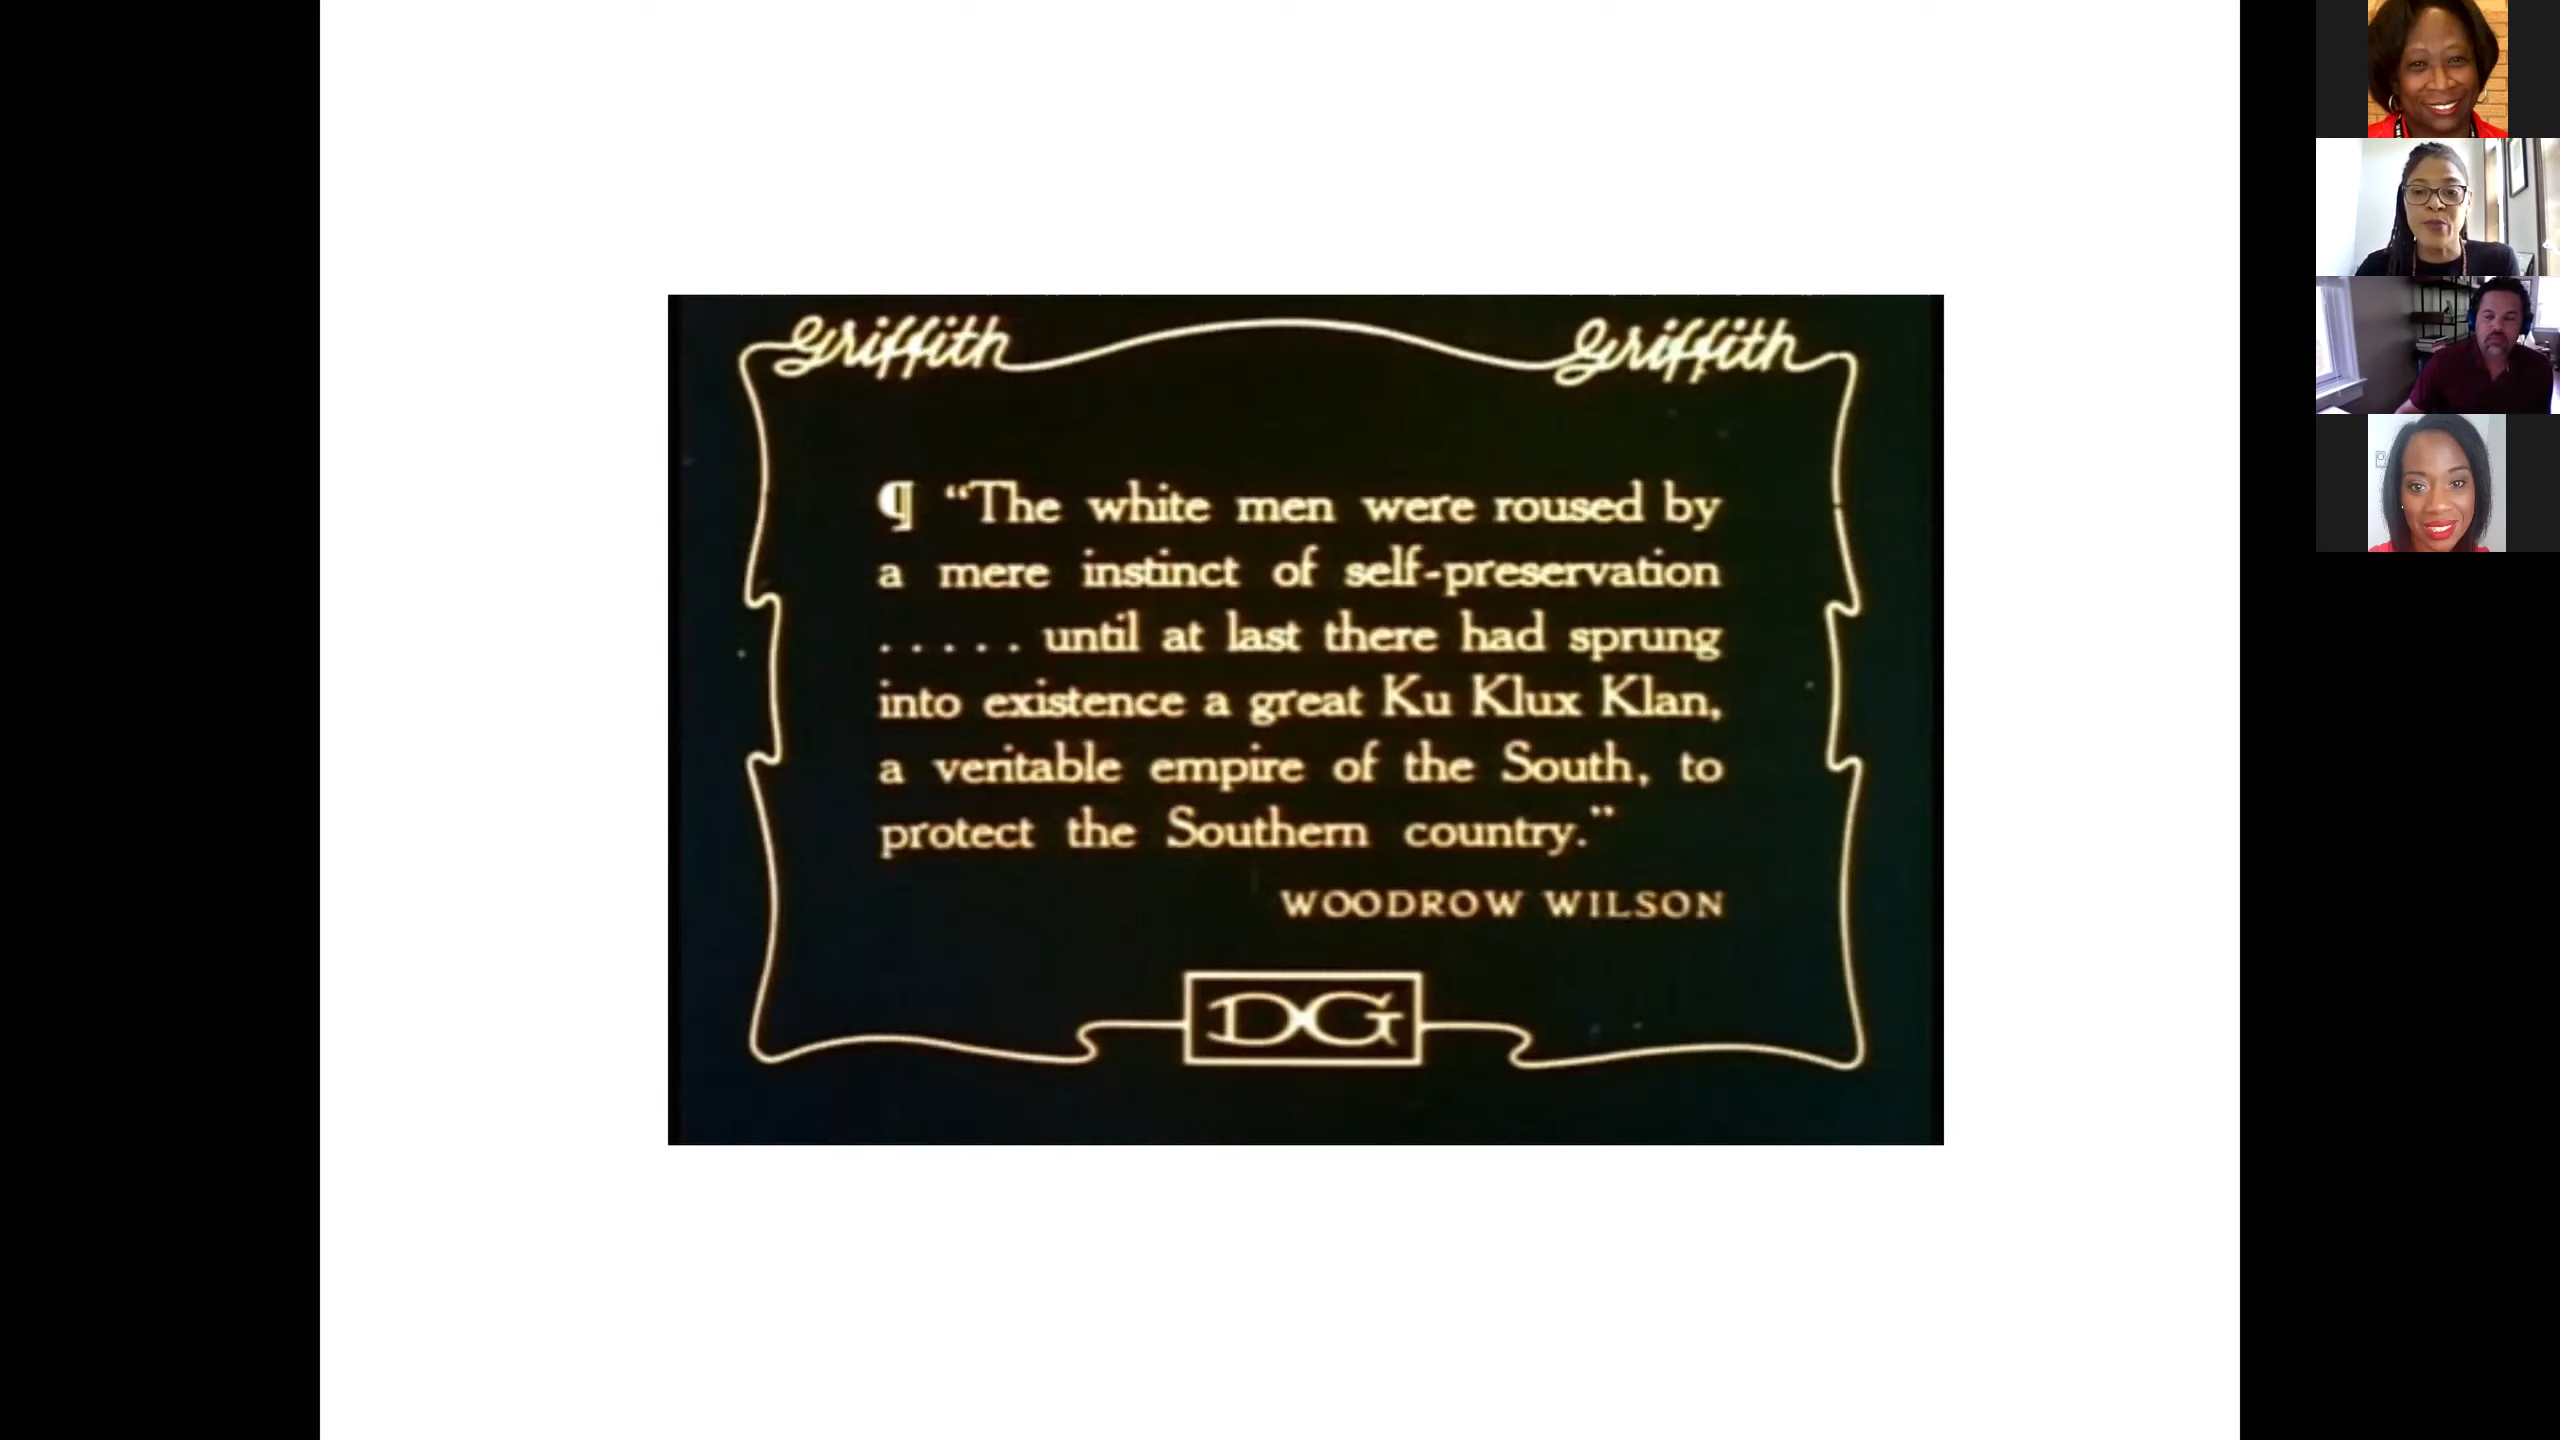 Griffith Griffith
¶ “The white men were roused by
a mere instinct of self-preservation
. . . . . until at last there had sprung
into existence a great Ku Klux Klan,
a veritable empire of the South, to
protect the Southern country.”
WOODROW WILSON
DG